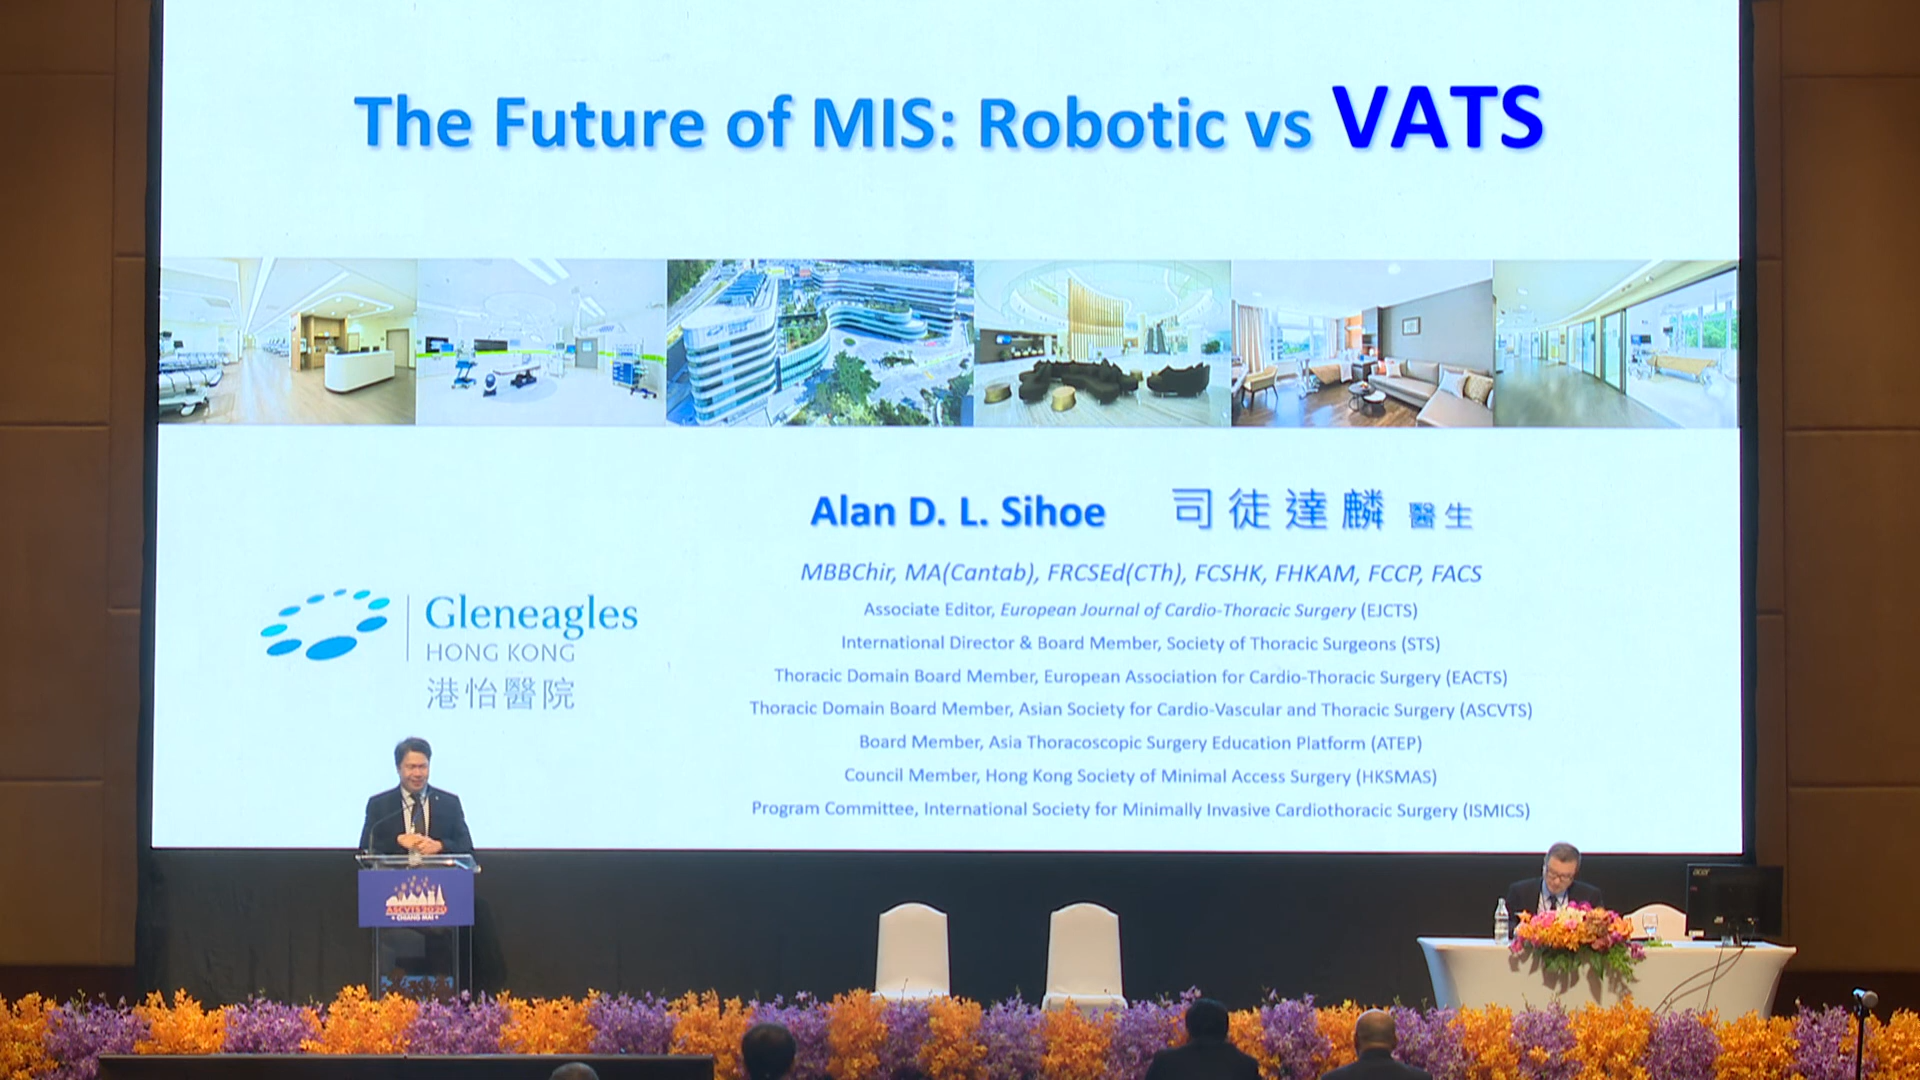 The Future of MIS: Robotic vs VATS
Alan D. L. Sihoe 司徒達麟 醫生
MBBChir, MA(Cantab), FRCSEd(CTh), FCSHK, FHKAM, FCCP, FACS
Associate Editor, European Journal of Cardio-Thoracic Surgery (EJCTS)
International Director & Board Member, Society of Thoracic Surgeons (STS)
Thoracic Domain Board Member, European Association for Cardio-Thoracic Surgery (EACTS)
Thoracic Domain Board Member, Asian Society for Cardio-Vascular and Thoracic Surgery (ASCVTS)
Board Member, Asia Thoracoscopic Surgery Education Platform (ATEP)
Council Member, Hong Kong Society of Minimal Access Surgery (HKSMAS)
Program Committee, International Society for Minimally Invasive Cardiothoracic Surgery (ISMICS)
Gleneagles
HONG KONG
港怡醫院
ASCVTS 2020
• CHIANG MAI •
acer